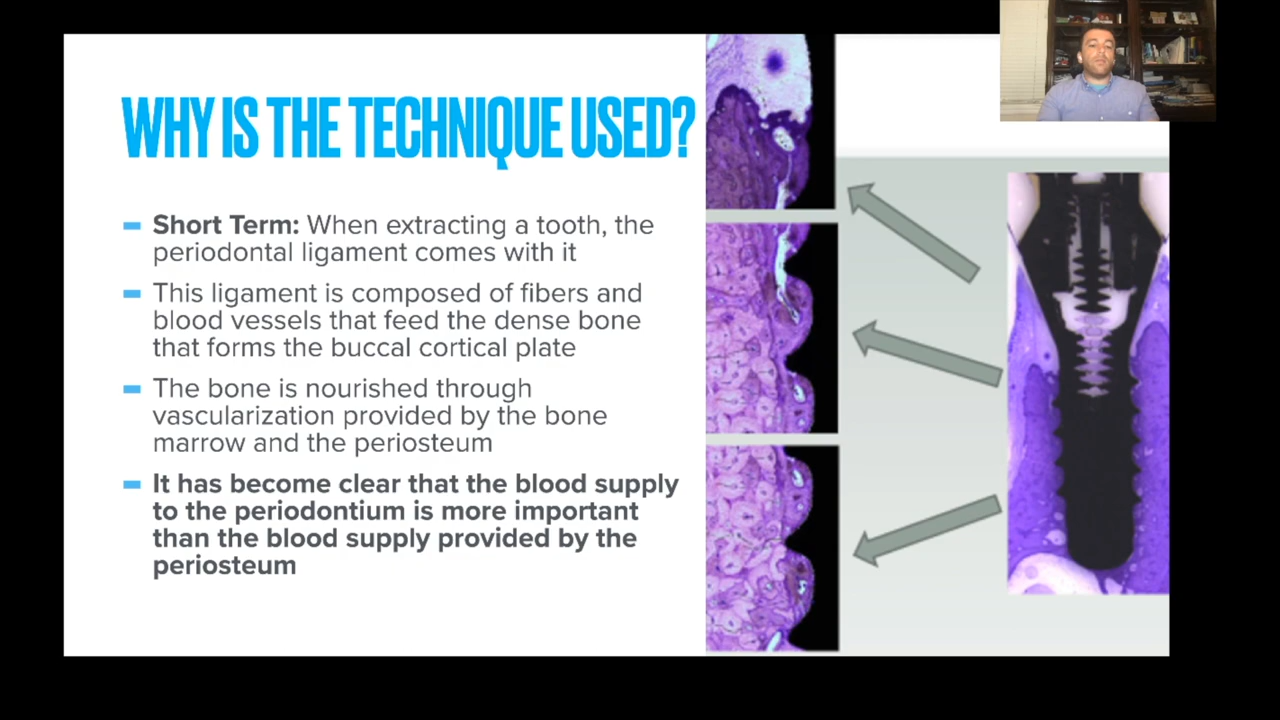 WHY IS THE TECHNIQUE USED?
Short Term: When extracting a tooth, the
periodontal ligament comes with it
This ligament is composed of fibers and
blood vessels that feed the dense bone
that forms the buccal cortical plate
The bone is nourished through
vascularization provided by the bone
marrow and the periosteum
It has become clear that the blood supply
to the periodontium is more important
than the blood supply provided by the
periosteum